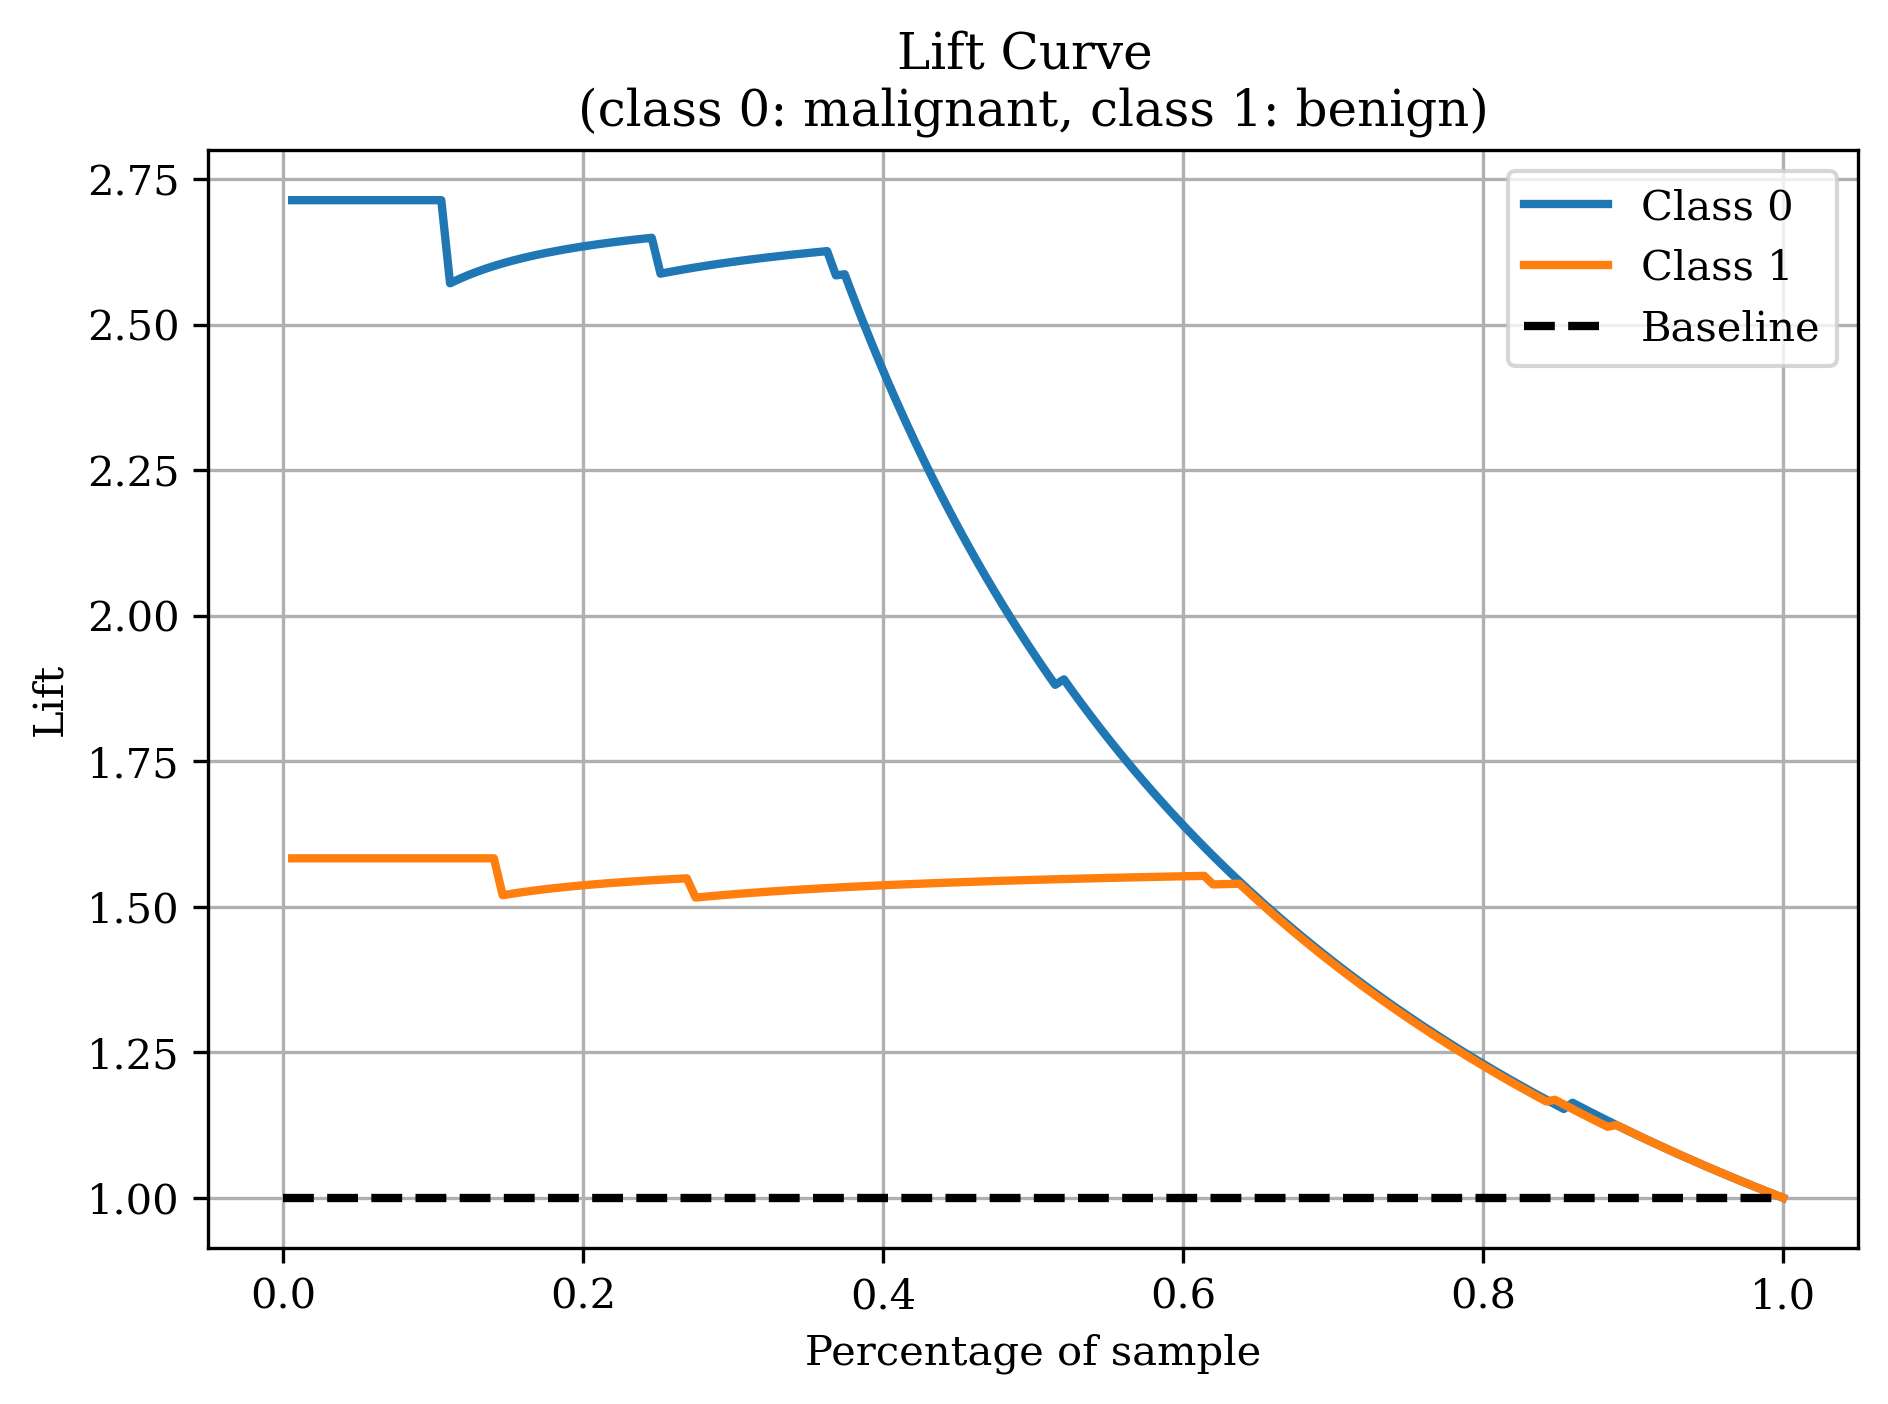 Lift Curve
(class 0: malignant, class 1: benign)
2.75
2.50
2.25
2.00
1.75
1.50
1.25
1.00
Lift
Class 0
Class 1
Baseline
0.0 0.2 0.4 0.6 0.8 1.0
Percentage of sample